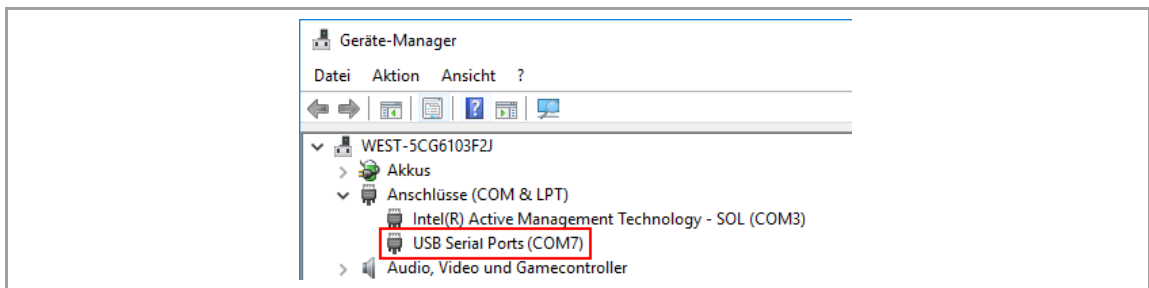 Geräte-Manager
Datei Aktion Ansicht ?
WEST-5CG6103F2J
Akkus
Anschlüsse (COM & LPT)
Intel(R) Active Management Technology - SOL (COM3)
USB Serial Ports (COM7)
Audio, Video und Gamecontroller